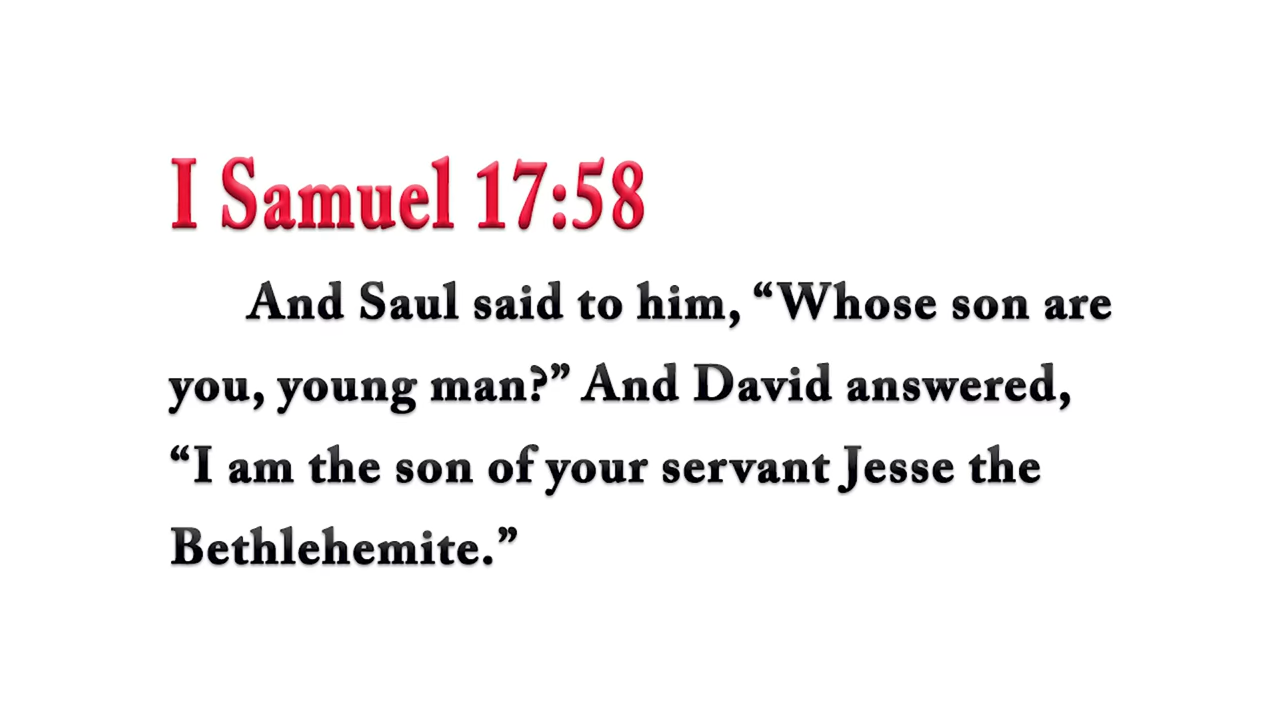 I Samuel 17:58
And Saul said to him, “Whose son are
you, young man?” And David answered,
“I am the son of your servant Jesse the
Bethlehemite.”